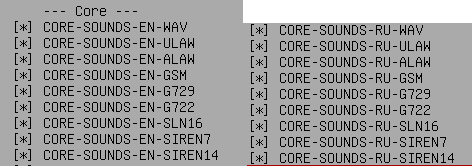 --- Core ---
[*] CORE-SOUNDS-EN-WAV
[*] CORE-SOUNDS-EN-ULAW
[*] CORE-SOUNDS-EN-ALAW
[*] CORE-SOUNDS-EN-GSM
[*] CORE-SOUNDS-EN-G729
[*] CORE-SOUNDS-EN-G722
[*] CORE-SOUNDS-EN-SLN16
[*] CORE-SOUNDS-EN-SIREN7
[*] CORE-SOUNDS-EN-SIREN14
[*] CORE-SOUNDS-RU-WAV
[*] CORE-SOUNDS-RU-ULAW
[*] CORE-SOUNDS-RU-ALAW
[*] CORE-SOUNDS-RU-GSM
[*] CORE-SOUNDS-RU-G729
[*] CORE-SOUNDS-RU-G722
[*] CORE-SOUNDS-RU-SLN16
[*] CORE-SOUNDS-RU-SIREN7
[*] CORE-SOUNDS-RU-SIREN14